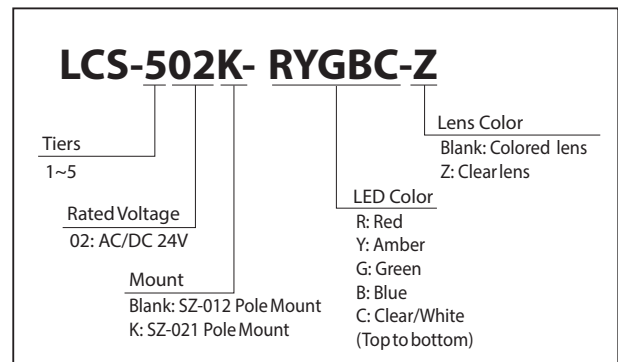 LCS-502K- RYGBC-Z
Tiers
1~5
Rated Voltage
02: AC/DC 24V
Mount
Blank: SZ-012 Pole Mount
K: SZ-021 Pole Mount
LED Color
R: Red
Y: Amber
G: Green
B: Blue
C: Clear/White
(Top to bottom)
Lens Color
Blank: Colored lens
Z: Clear lens